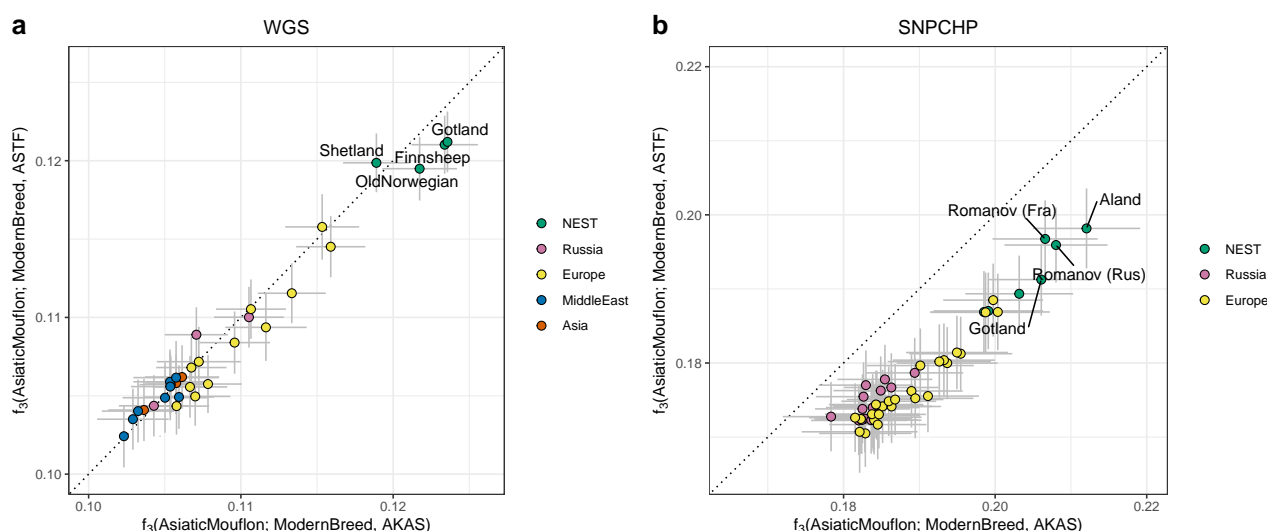 a
WGS
f3(AsiaticMouflon; ModernBreed, ASTF)
0.12
0.11
0.10
Gotland
Shetland
Finnsheep
OldNorwegian
0.10
0.11
0.12
f3(AsiaticMouflon; ModernBreed, AKAS)
NEST
Russia
Europe
MiddleEast
Asia
b
SNPCHP
f3(AsiaticMouflon; ModernBreed, ASTF)
0.22
0.20
0.18
Aland
Romanov (Fra)
Romanov (Rus)
Gotland
0.18
0.20
0.22
f3(AsiaticMouflon; ModernBreed, AKAS)
NEST
Russia
Europe